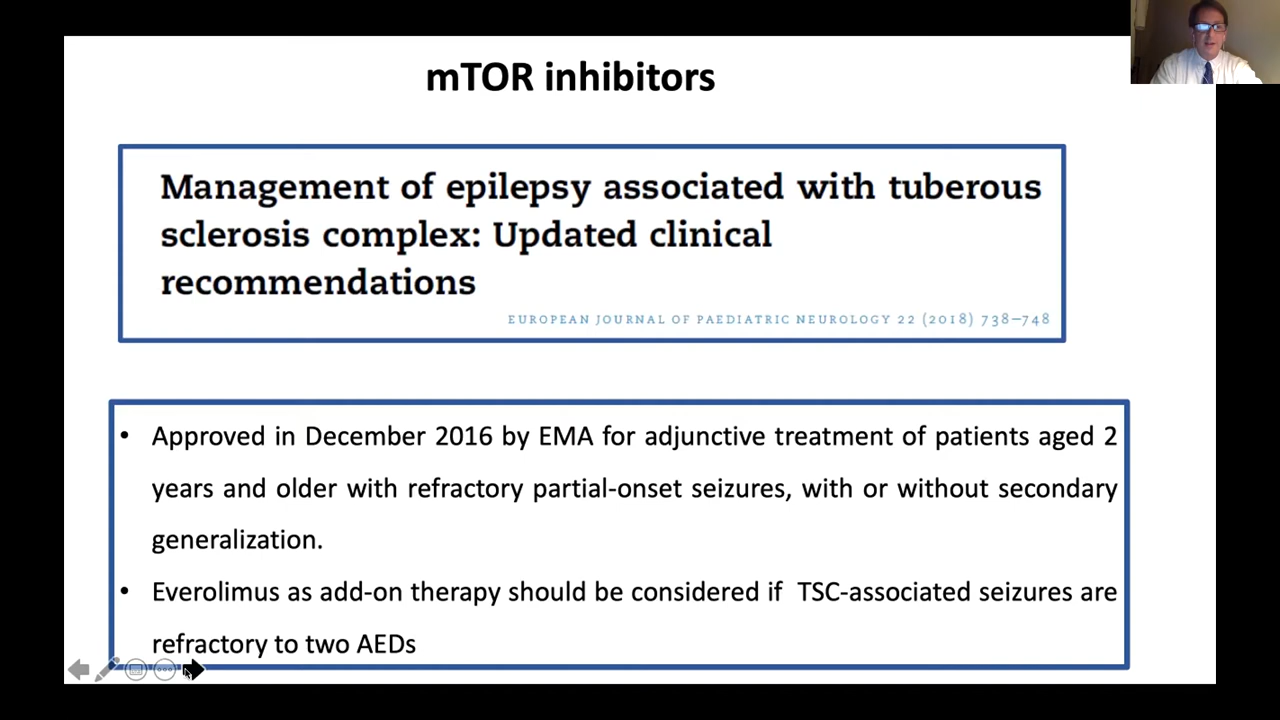 mTOR inhibitors
Management of epilepsy associated with tuberous
sclerosis complex: Updated clinical
recommendations
EUROPEAN JOURNAL OF PAEDIATRIC NEUROLOGY 22 (2018) 738–748
• Approved in December 2016 by EMA for adjunctive treatment of patients aged 2
years and older with refractory partial-onset seizures, with or without secondary
generalization.
• Everolimus as add-on therapy should be considered if TSC-associated seizures are
refractory to two AEDs